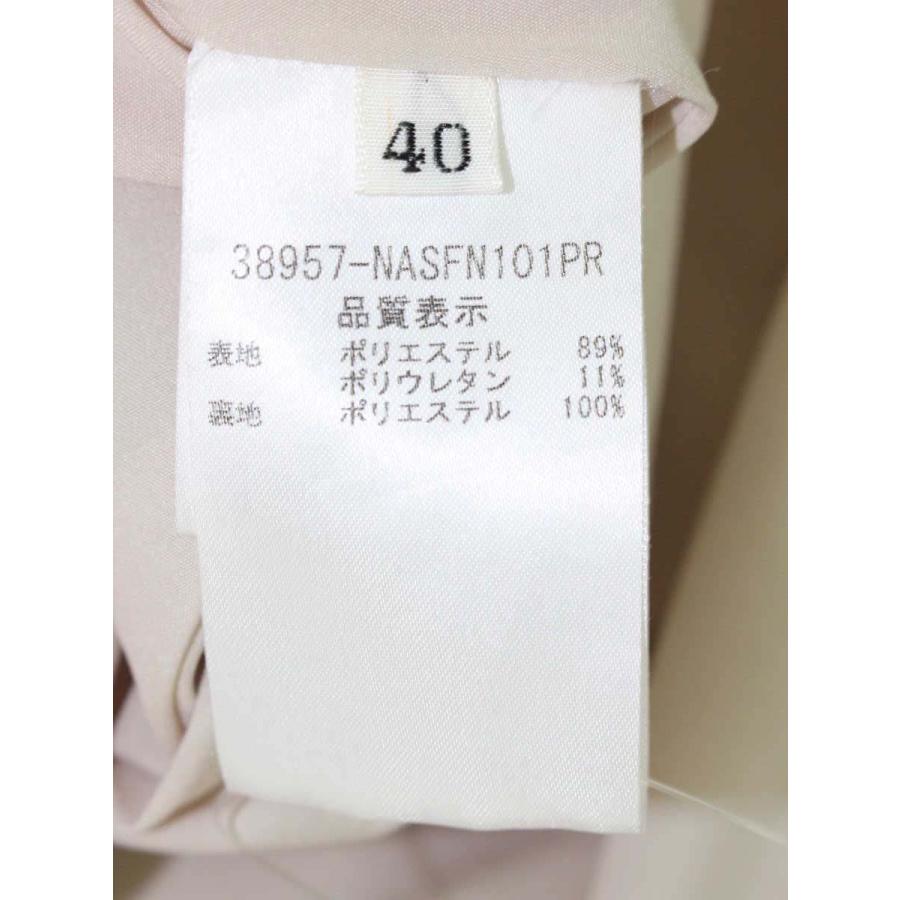 40
38957-NASFN101PR
品質表示
表地 ポリエステル 89%
ポリウレタン 11%
裏地 ポリエステル 100%